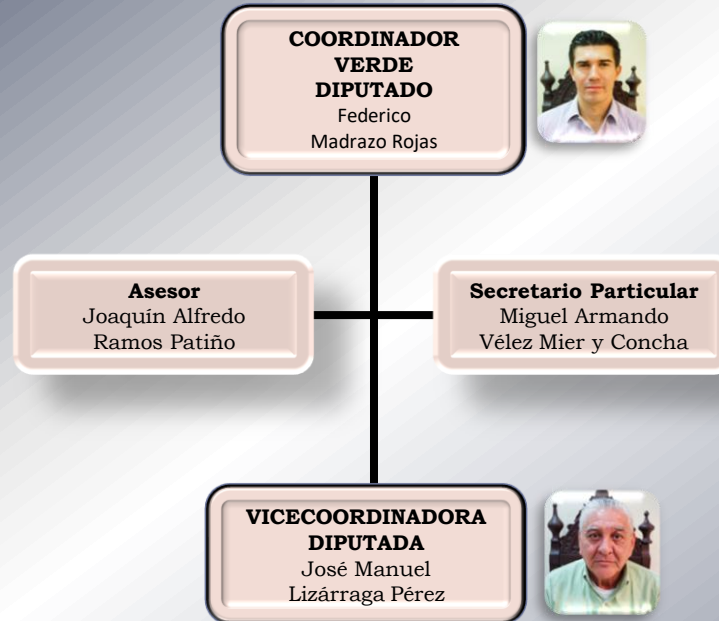 COORDINADOR
VERDE
DIPUTADO
Federico
Madrazo Rojas
Asesor
Joaquín Alfredo
Ramos Patiño
Secretario Particular
Miguel Armando
Vélez Mier y Concha
VICECOORDINADORA
DIPUTADA
José Manuel
Lizárraga Pérez